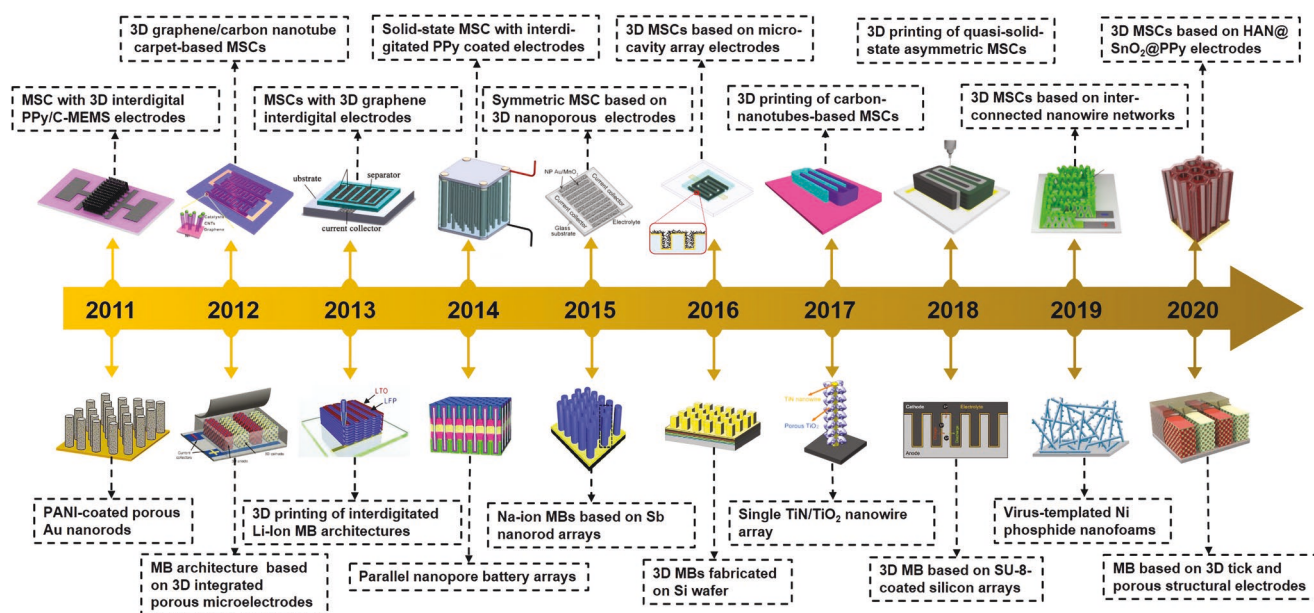 3D graphene/carbon nanotube
carpet-based MSCs
Solid-state MSC with interdi-
gitated PPy coated electrodes
3D MSCs based on micro-
cavity array electrodes
3D printing of quasi-solid-
state asymmetric MSCs
3D MSCs based on HAN@
SnO2@PPy electrodes
MSC with 3D interdigital
PPy/C-MEMS electrodes
MSCs with 3D graphene
interdigital electrodes
Symmetric MSC based on
3D nanoporous electrodes
3D printing of carbon-
nanotubes-based MSCs
3D MSCs based on inter-
connected nanowire networks
Catalysts
CNTs
Graphene
ubstrate
separator
current collector
NP Au/MnO
Current collector
Current collector
Electrolyte
Glass
substrate
2011
2012
2013
2014
2015
2016
2017
2018
2019
2020
Current
collectors
LTO
LFP
TiN nanowire
Porous TiO2
Cathode
Electrolyte
Anode
PANI-coated porous
Au nanorods
3D printing of interdigitated
Li-Ion MB architectures
Na-ion MBs based on Sb
nanorod arrays
Single TiN/TiO2 nanowire
array
Virus-templated Ni
phosphide nanofoams
MB architecture based
on 3D integrated
porous microelectrodes
Parallel nanopore battery arrays
3D MBs fabricated
on Si wafer
3D MB based on SU-8-
coated silicon arrays
MB based on 3D tick and
porous structural electrodes